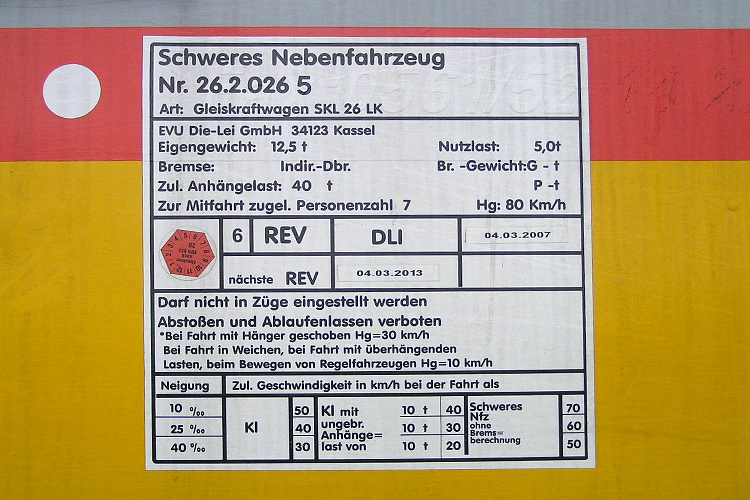 Schweres Nebenfahrzeug
Nr. 26.2.026 5
Art: Gleiskraftwagen SKL 26 LK
EVU Die-Lei GmbH 34123 Kassel
Eigengewicht: 12,5 t Nutzlast: 5,0t
Bremse: Indir.-Dbr. Br. -Gewicht:G - t
Zul. Anhängelast: 40 t P -t
Zur Mitfahrt zugel. Personenzahl 7 Hg: 80 Km/h
6 REV DLI 04.03.2007
nächste REV 04.03.2013
Darf nicht in Züge eingestellt werden
Abstoßen und Ablaufenlassen verboten
*Bei Fahrt mit Hänger geschoben Hg=30 km/h
Bei Fahrt in Weichen, bei Fahrt mit überhängenden
Lasten, beim Bewegen von Regelfahrzeugen Hg=10 km/h
Neigung Zul. Geschwindigkeit in km/h bei der Fahrt als
10 ‰ 50 Kl mit 10 t 40 Schweres 70
25 ‰ Kl 40 ungebr. 10 t 30 Nfz ohne 60
40 ‰ 30 Anhänge= last von 10 t 20 Brems= berechnung 50